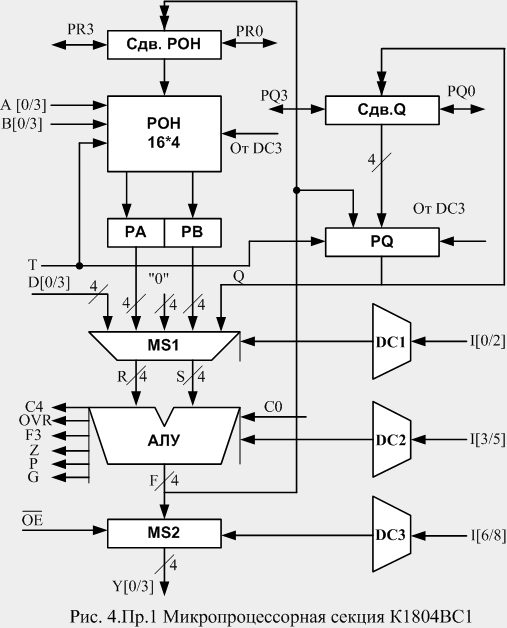 PR3
Сдв. РОН
PR0
A [0/3]
B[0/3]
РОН
16*4
От DC3
PQ3
Сдв.Q
PQ0
4
От DC3
PA
PB
PQ
T
D[0/3]
4
"0"
4
4
4
Q
MS1
DC1
I[0/2]
R
4
S
4
C4
OVR
F3
Z
P
G
АЛУ
C0
DC2
I[3/5]
F
4
OE
MS2
DC3
I[6/8]
4
Y[0/3]
Рис. 4.Пр.1 Микропроцессорная секция К1804ВС1